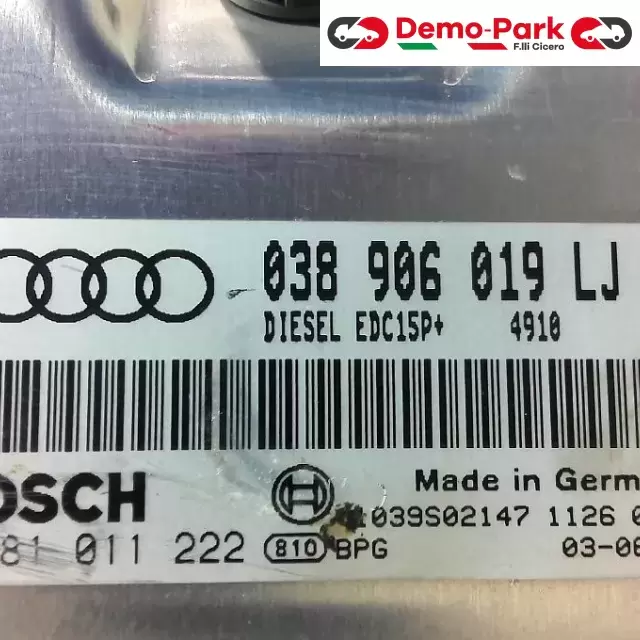 Demo-Park
F.lli Cicero
038 906 019 LJ
DIESEL EDC15P+ 4910
OSCH
Made in Germ
039S02147 1126 0
81 011 222 810 BPG 03-06